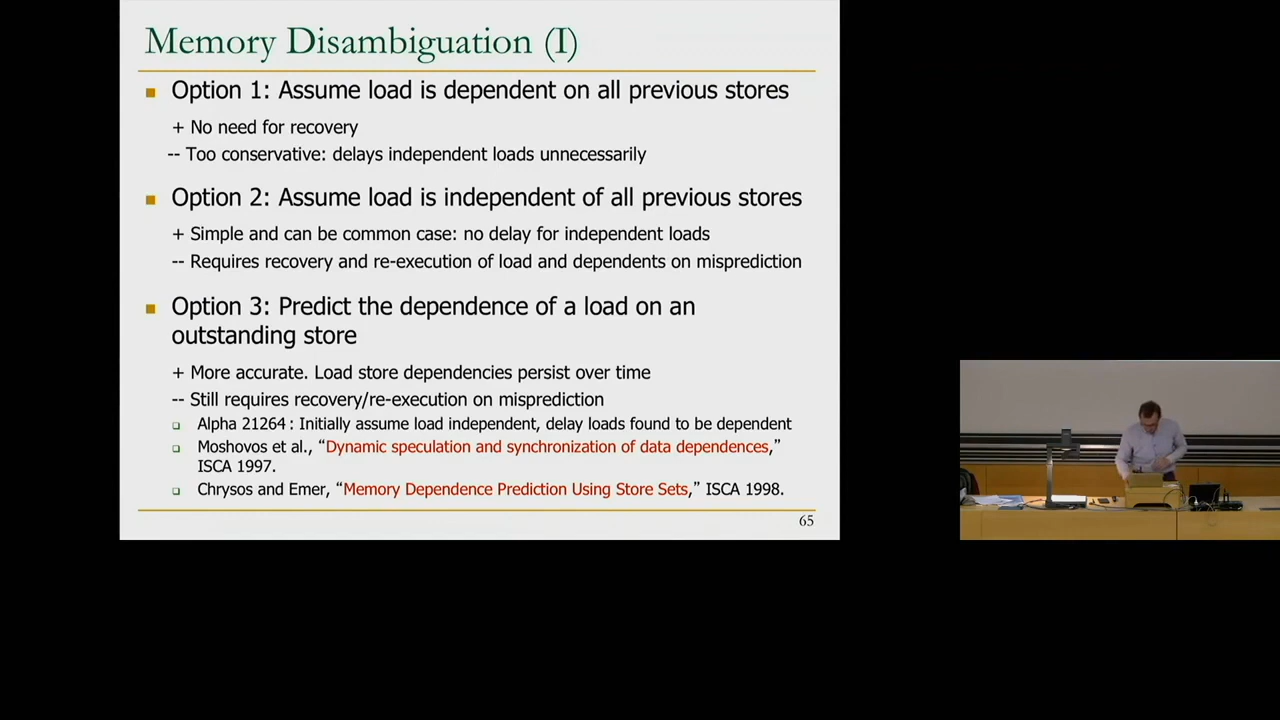 Memory Disambiguation (I)
Option 1: Assume load is dependent on all previous stores
+ No need for recovery
-- Too conservative: delays independent loads unnecessarily
Option 2: Assume load is independent of all previous stores
+ Simple and can be common case: no delay for independent loads
-- Requires recovery and re-execution of load and dependents on misprediction
Option 3: Predict the dependence of a load on an
outstanding store
+ More accurate. Load store dependencies persist over time
-- Still requires recovery/re-execution on misprediction
Alpha 21264 : Initially assume load independent, delay loads found to be dependent
Moshovos et al., “Dynamic speculation and synchronization of data dependences,”
ISCA 1997.
Chrysos and Emer, “Memory Dependence Prediction Using Store Sets,” ISCA 1998.
65